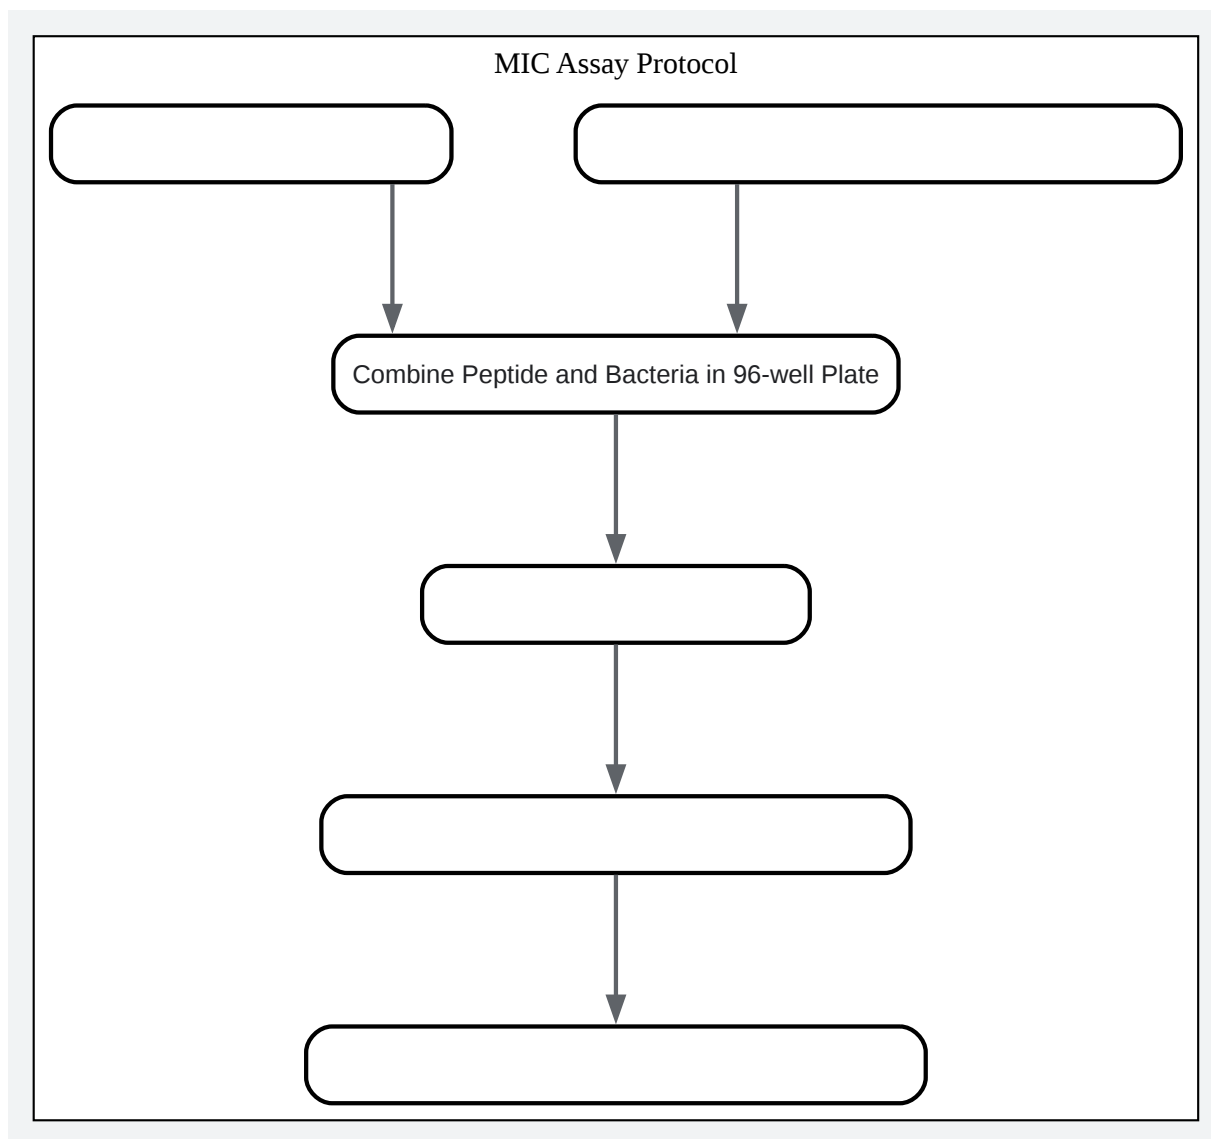 MIC Assay Protocol
Combine Peptide and Bacteria in 96-well Plate